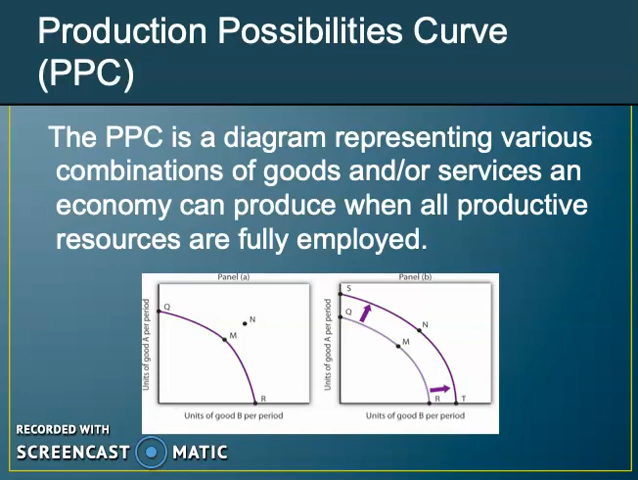 Production Possibilities Curve
(PPC)
The PPC is a diagram representing various
combinations of goods and/or services an
economy can produce when all productive
resources are fully employed.
Panel (a)
Units of good A per period
Q
N
M
R
Units of good B per period
Panel (b)
Units of good A per period
S
Q
N
M
R
T
Units of good B per period
RECORDED WITH
SCREENCAST MATIC